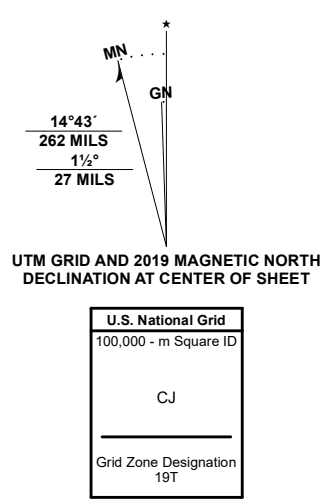 MN
GN
14°43´
262 MILS
1½°
27 MILS
UTM GRID AND 2019 MAGNETIC NORTH
DECLINATION AT CENTER OF SHEET
U.S. National Grid
100,000 - m Square ID
CJ
Grid Zone Designation
19T